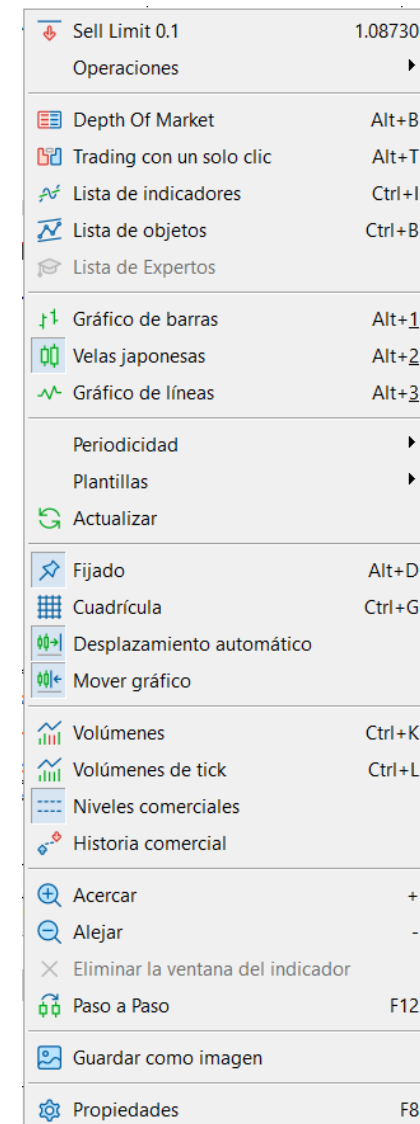 Sell Limit 0.1 1.08730
Operaciones
Depth Of Market Alt+B
Trading con un solo clic Alt+T
Lista de indicadores Ctrl+I
Lista de objetos Ctrl+B
Lista de Expertos
Gráfico de barras Alt+1
Velas japonesas Alt+2
Gráfico de líneas Alt+3
Periodicidad
Plantillas
Actualizar
Fijado Alt+D
Cuadrícula Ctrl+G
Desplazamiento automático
Mover gráfico
Volúmenes Ctrl+K
Volúmenes de tick Ctrl+L
Niveles comerciales
Historia comercial
Acercar +
Alejar -
Eliminar la ventana del indicador
Paso a Paso F12
Guardar como imagen
Propiedades F8